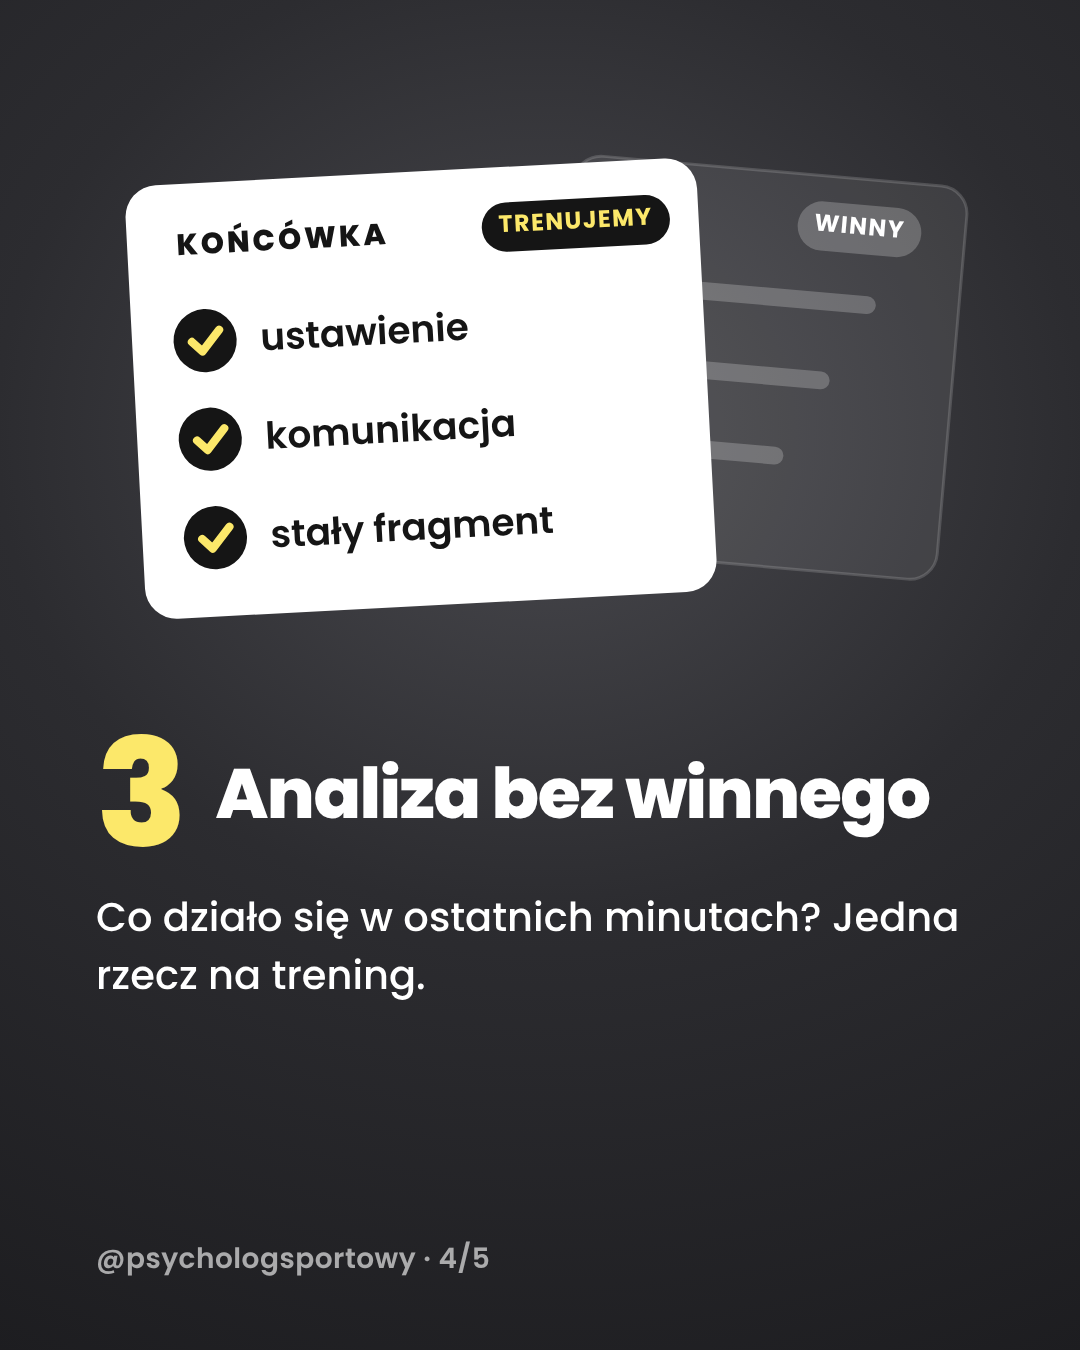 KOŃCÓWKA
TRENUJEMY
WINNY
ustawienie
komunikacja
stały fragment
3 Analiza bez winnego
Co działo się w ostatnich minutach? Jedna
rzecz na trening.
@psychologsportowy · 4/5